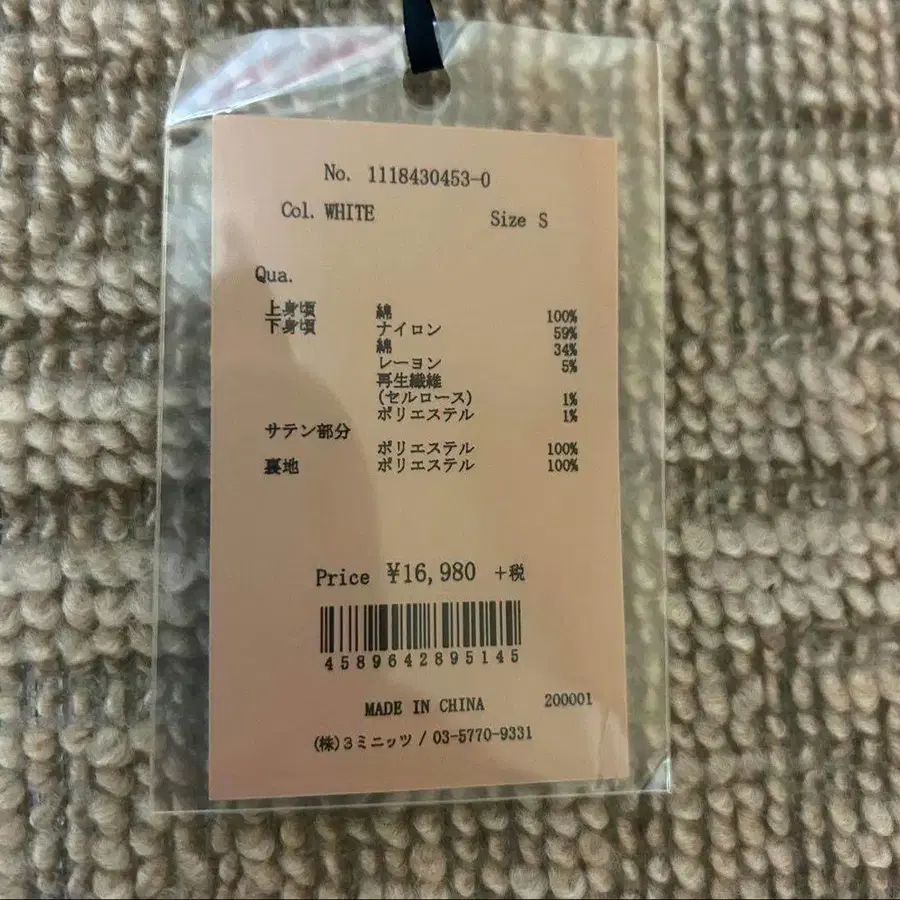 No. 1118430453-0
Col. WHITE Size S
Qua.
上身頃 綿 100%
下身頃 ナイロン 59%
綿 34%
レーヨン 5%
再生繊維
(セルロース) 1%
ポリエステル 1%
サテン部分
ポリエステル 100%
裏地 ポリエステル 100%
Price ¥16,980 +税
4589642895145
MADE IN CHINA 200001
(株)3ミニッツ / 03-5770-9331